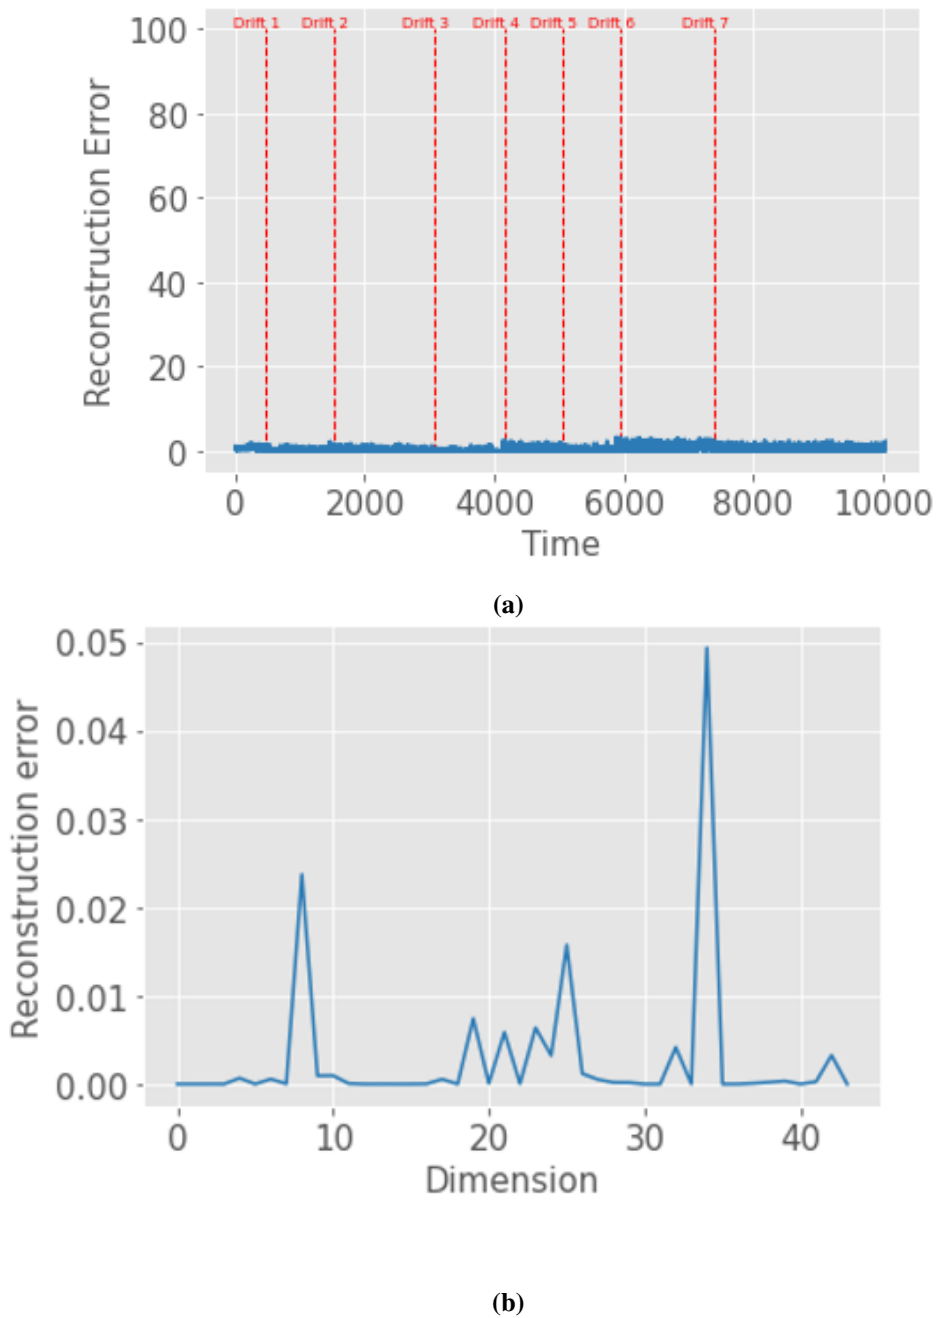 Drift 1 Drift 2 Drift 3 Drift 4 Drift 5 Drift 6 Drift 7
100
80
60
40
20
0
Reconstruction Error
0 2000 4000 6000 8000 10000
Time
(a)
0.05
0.04
0.03
0.02
0.01
0.00
Reconstruction error
0 10 20 30 40
Dimension
(b)